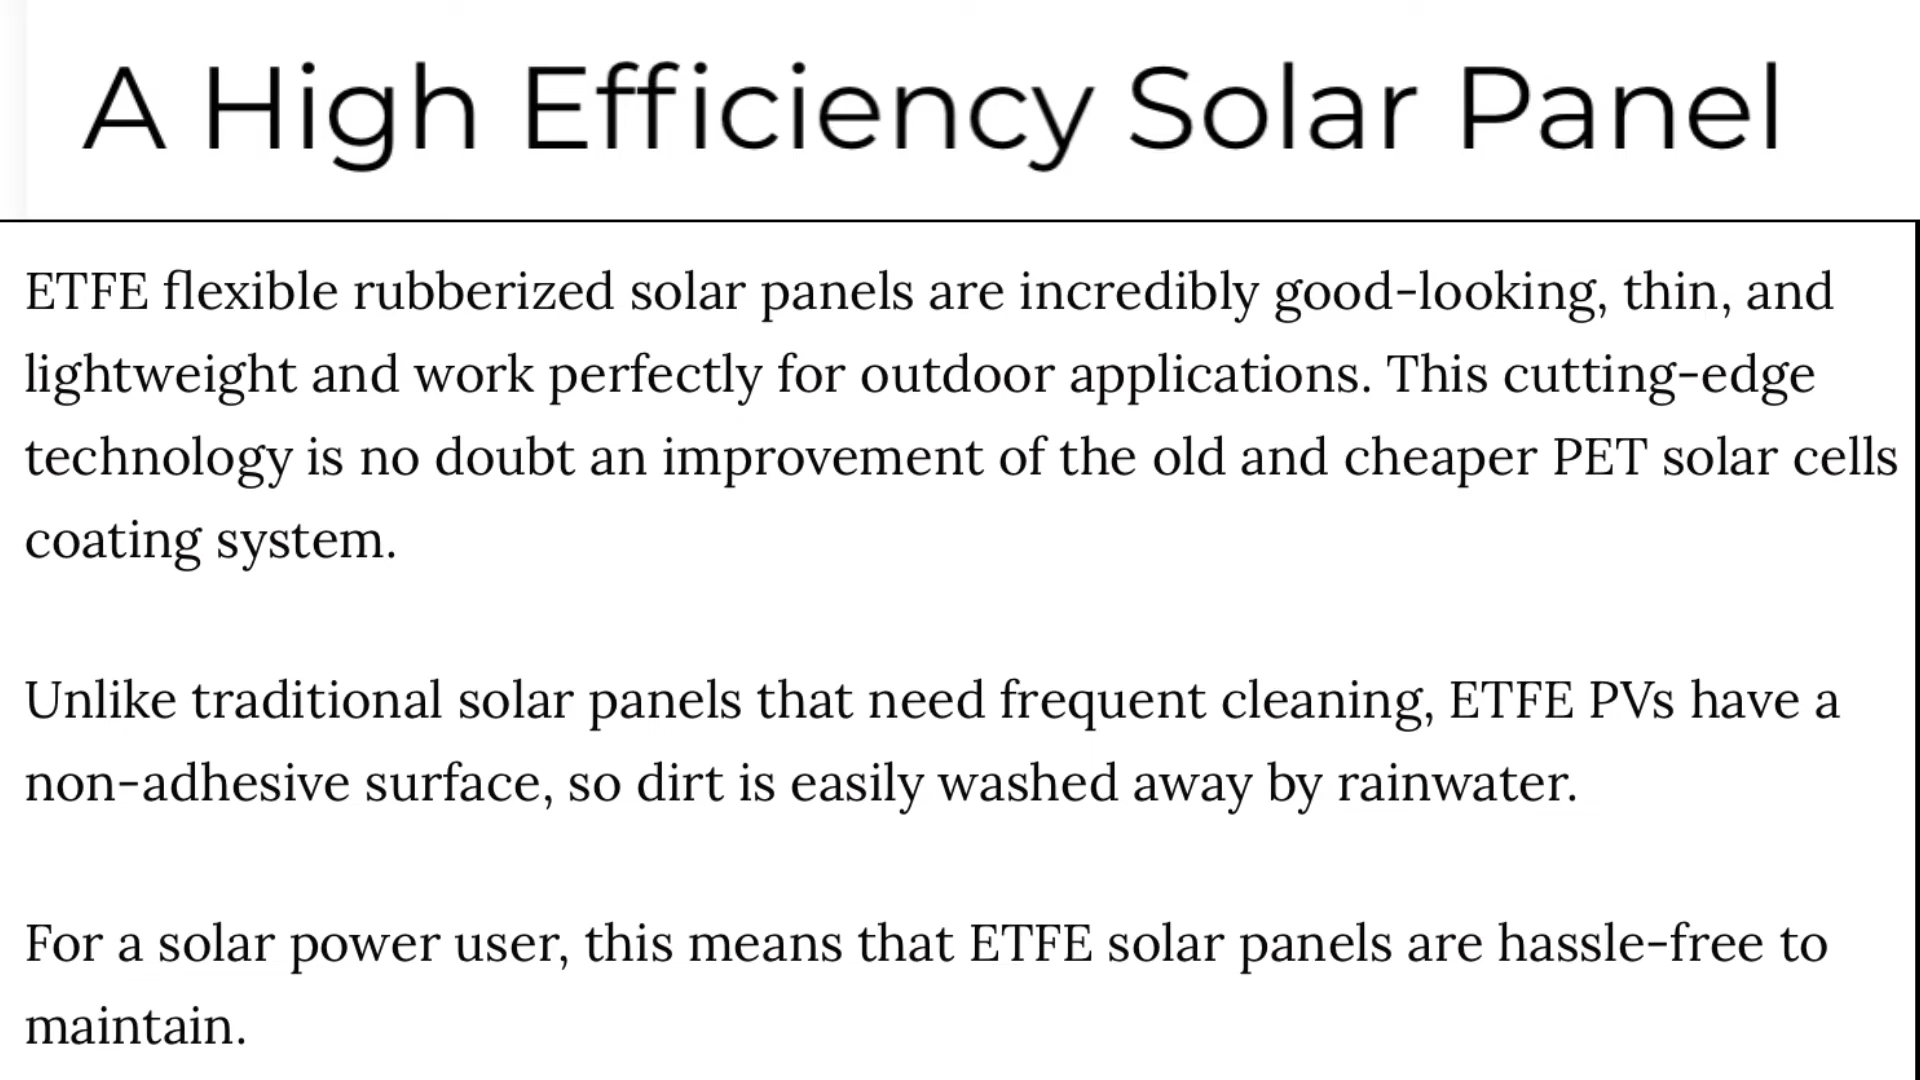 A High Efficiency Solar Panel
ETFE flexible rubberized solar panels are incredibly good-looking, thin, and
lightweight and work perfectly for outdoor applications. This cutting-edge
technology is no doubt an improvement of the old and cheaper PET solar cells
coating system.
Unlike traditional solar panels that need frequent cleaning, ETFE PVs have a
non-adhesive surface, so dirt is easily washed away by rainwater.
For a solar power user, this means that ETFE solar panels are hassle-free to
maintain.